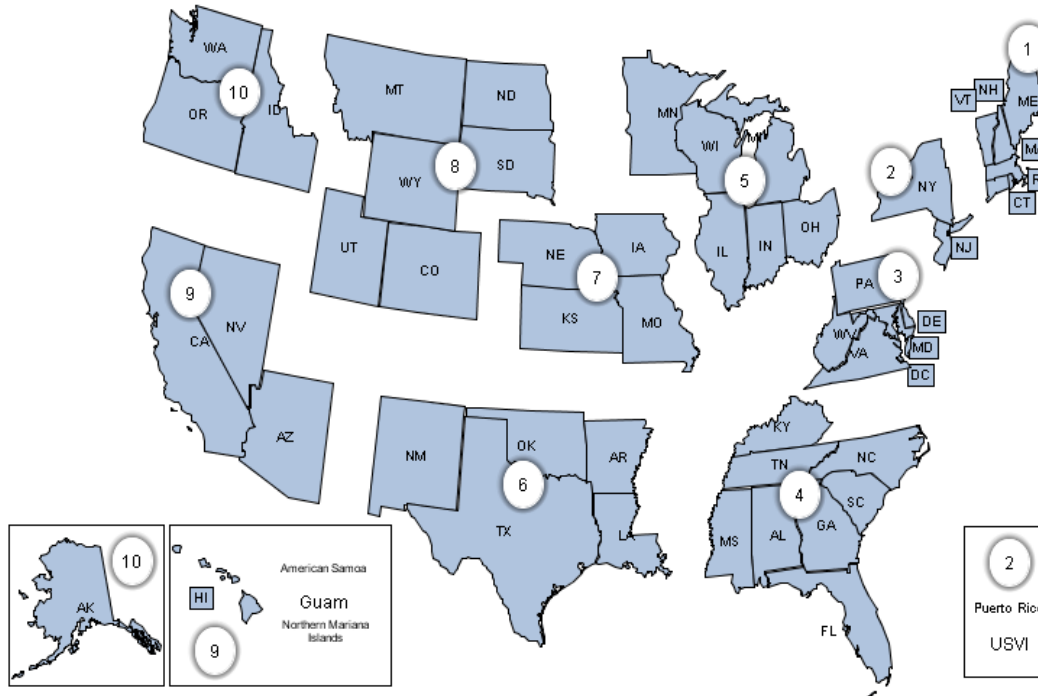 1
WA
10
MT
ND
NH
VT
ME
MN
OR
ID
WI
8
SD
2
5
WY
NY
CT
OH
IA
NJ
UT
NE
IL
IN
CO
7
3
PA
9
KS
NV
DE
MO
WV
CA
MD
VA
DC
KY
AZ
OK
NC
NM
AR
TN
6
4
SC
TX
GA
LA
MS
AL
10
2
American Samoa
HI
Guam
AK
Puerto Rico
Northern Mariana
Islands
FL
USVI
9